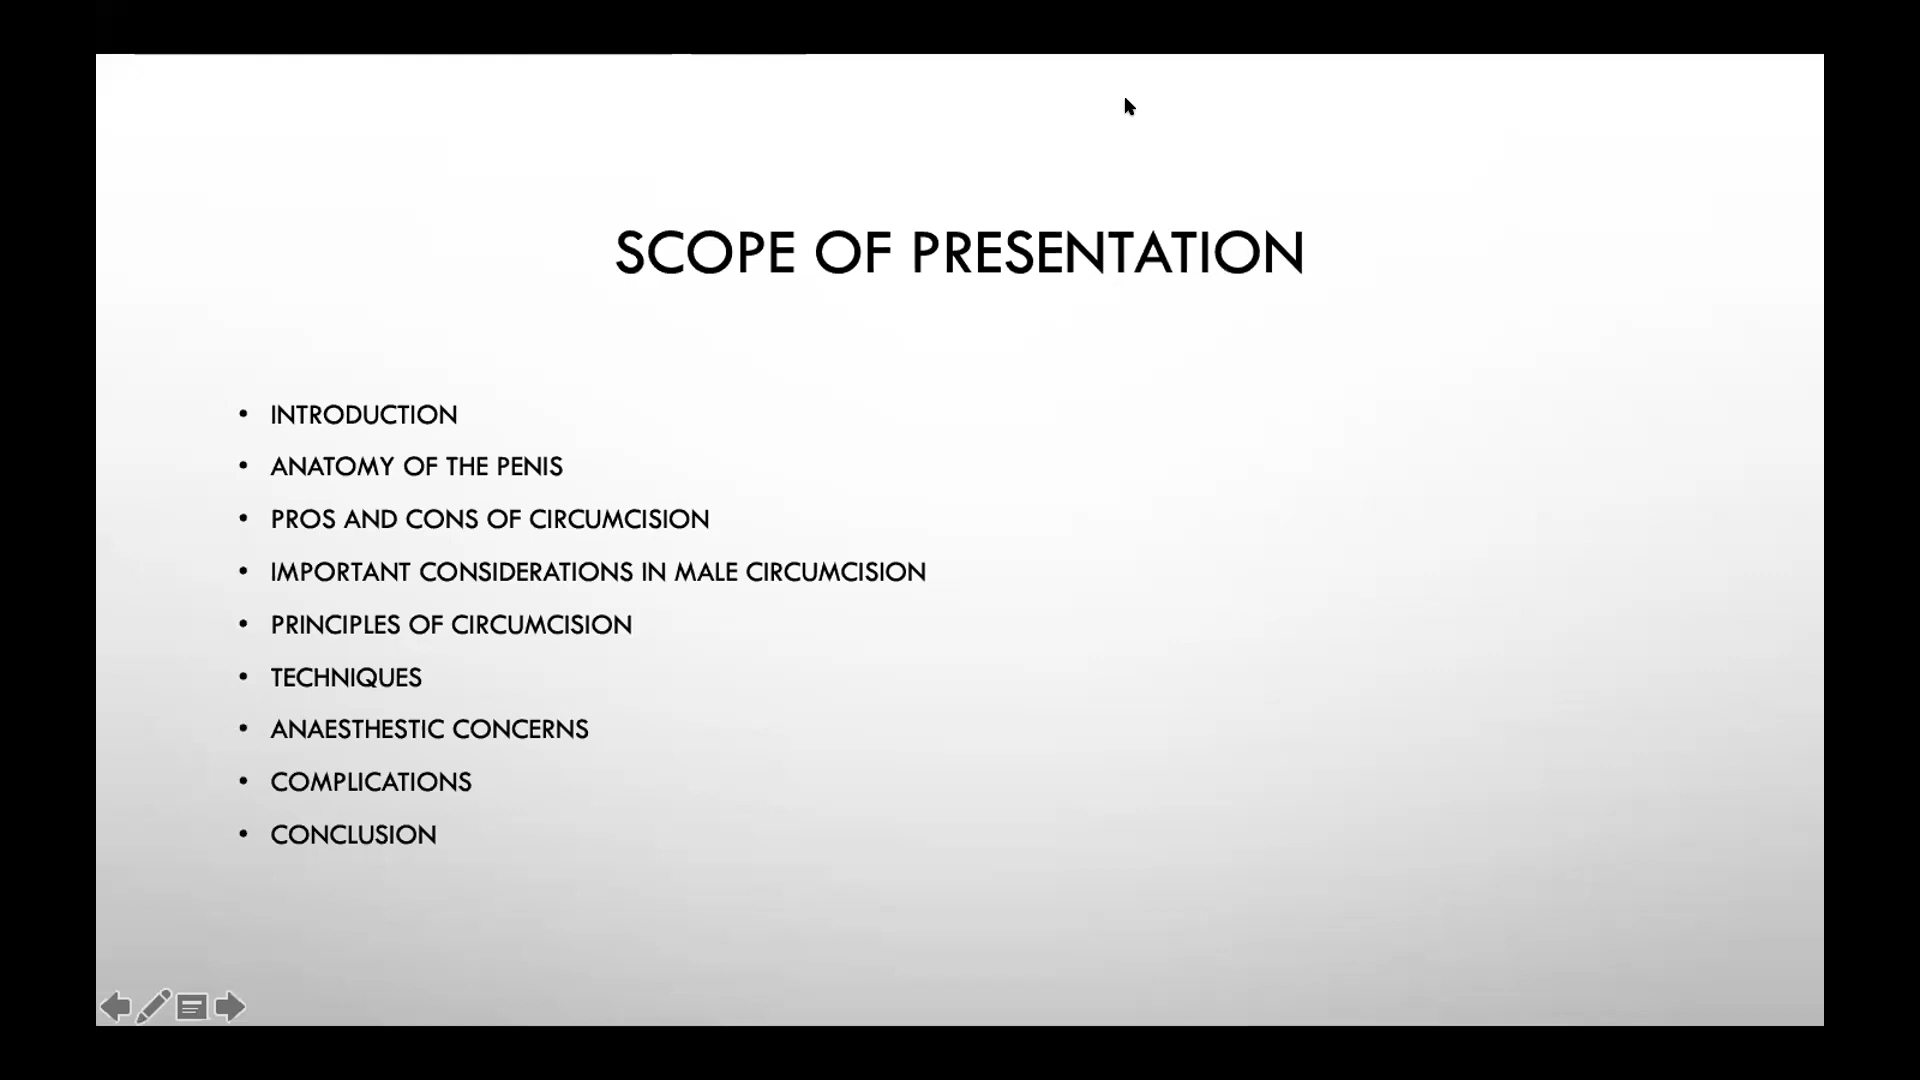 SCOPE OF PRESENTATION
• INTRODUCTION
• ANATOMY OF THE PENIS
• PROS AND CONS OF CIRCUMCISION
• IMPORTANT CONSIDERATIONS IN MALE CIRCUMCISION
• PRINCIPLES OF CIRCUMCISION
• TECHNIQUES
• ANAESTHESTIC CONCERNS
• COMPLICATIONS
• CONCLUSION